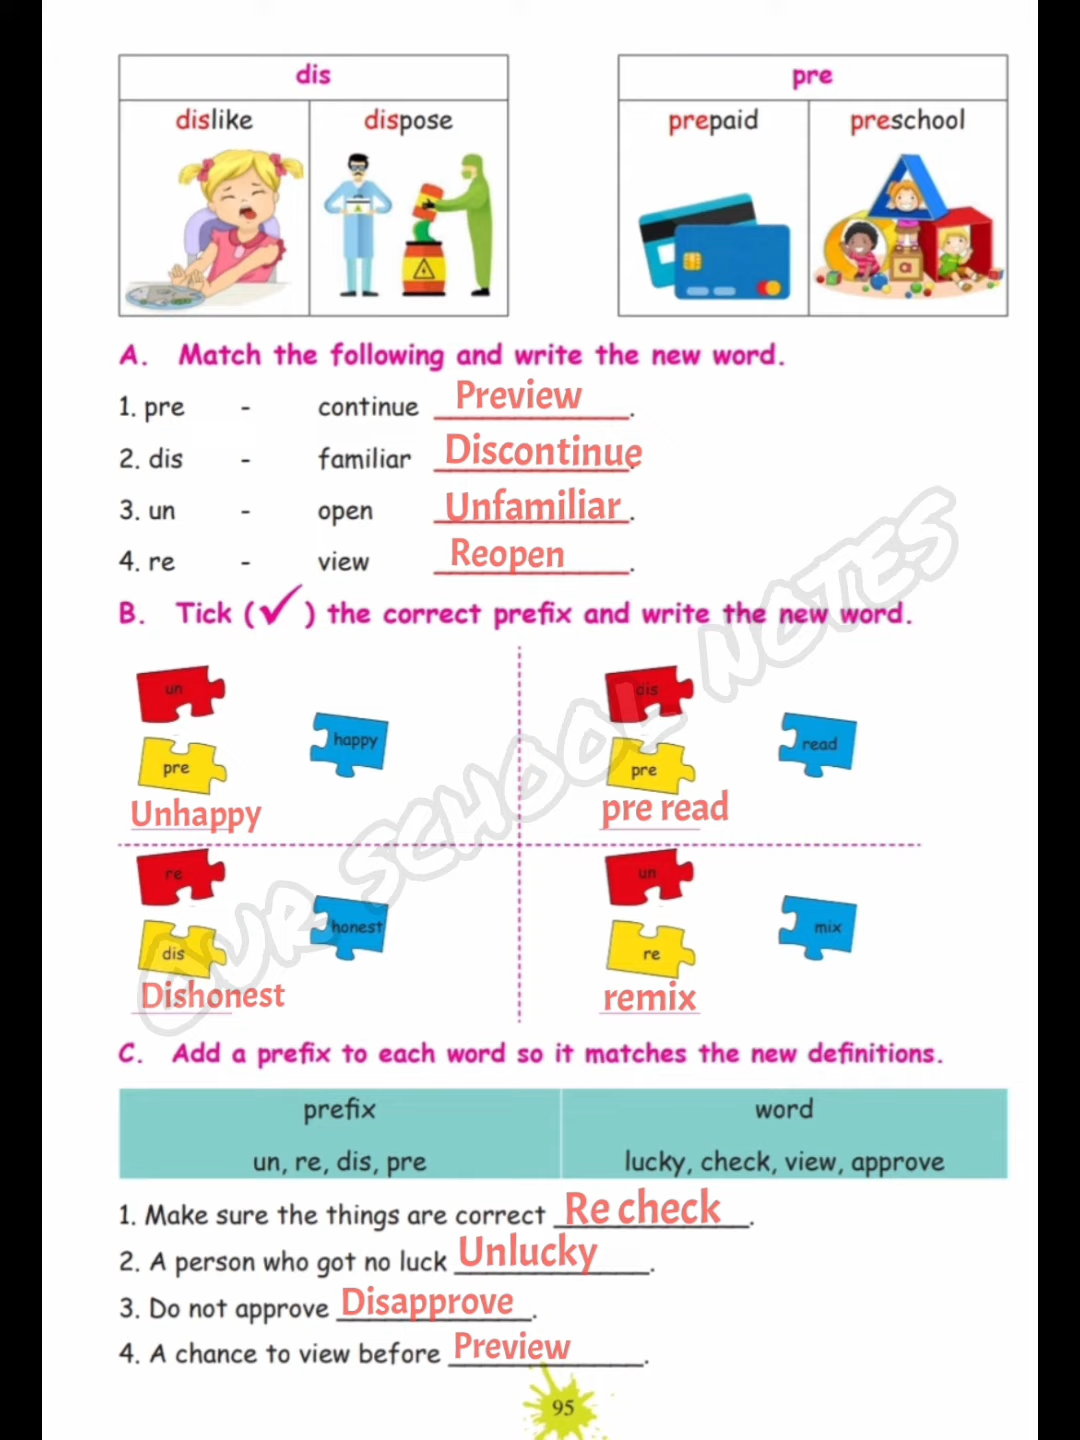 dis
pre
dislike
dispose
prepaid
preschool
a
A. Match the following and write the new word.
1. pre - continue Preview.
2. dis - familiar Discontinue.
3. un - open Unfamiliar.
4. re - view Reopen.
B. Tick (✓) the correct prefix and write the new word.
un
happy
pre
Unhappy
dis
read
pre
pre read
re
honest
dis
Dishonest
un
mix
re
remix
OUR SCHOOL NOTES
C. Add a prefix to each word so it matches the new definitions.
prefix
word
un, re, dis, pre
lucky, check, view, approve
1. Make sure the things are correct Re check.
2. A person who got no luck Unlucky.
3. Do not approve Disapprove.
4. A chance to view before Preview.
95